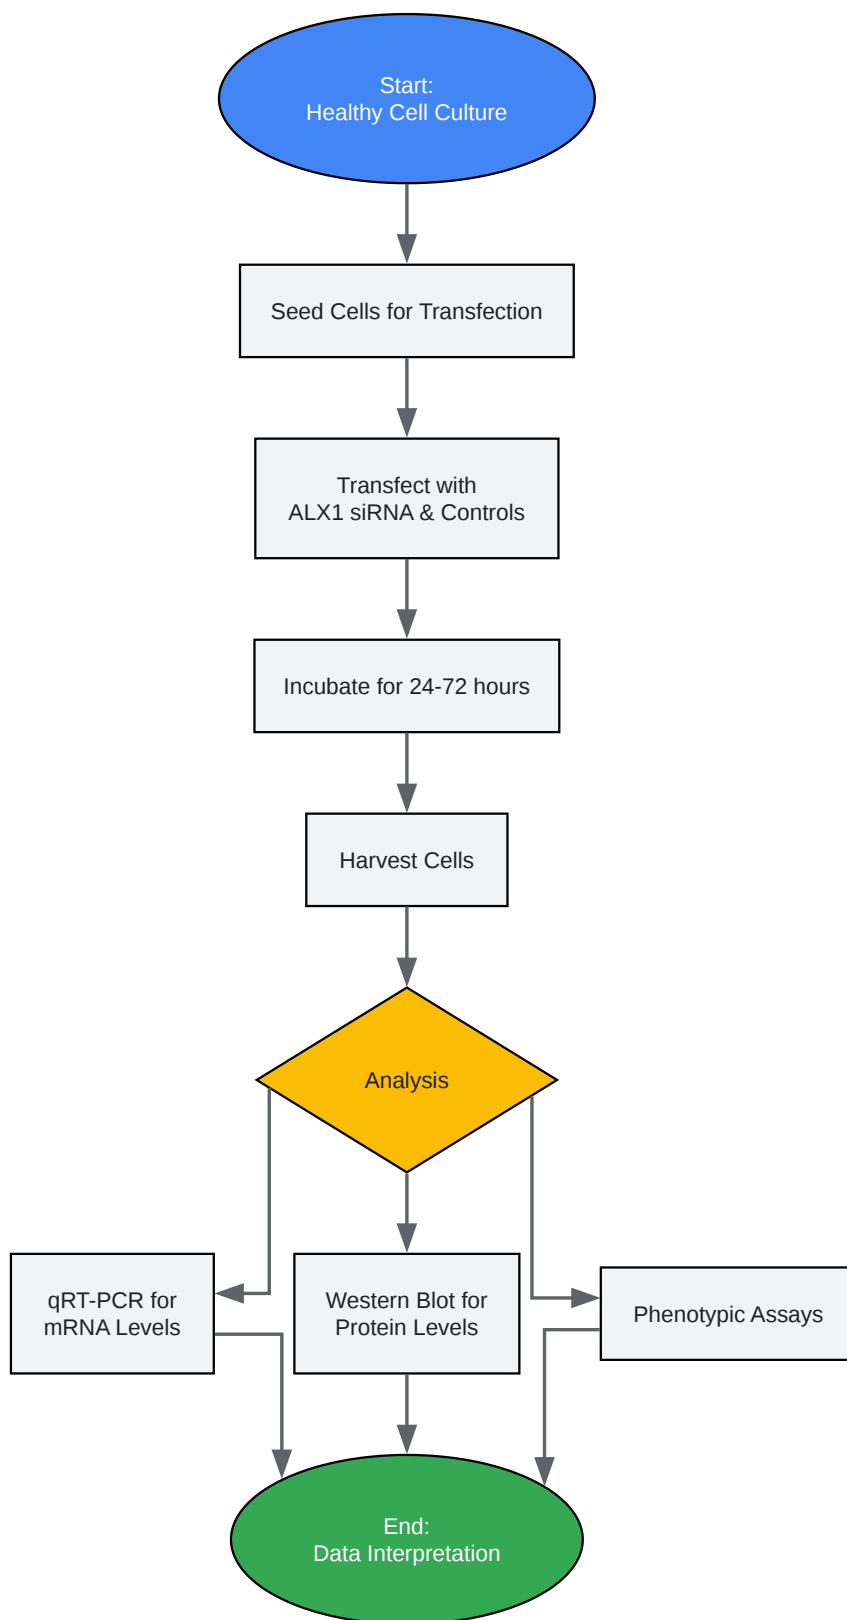 Start:
Healthy Cell Culture
Seed Cells for Transfection
Transfect with
ALX1 siRNA & Controls
Incubate for 24-72 hours
Harvest Cells
Analysis
qRT-PCR for
mRNA Levels
Western Blot for
Protein Levels
Phenotypic Assays
End:
Data Interpretation